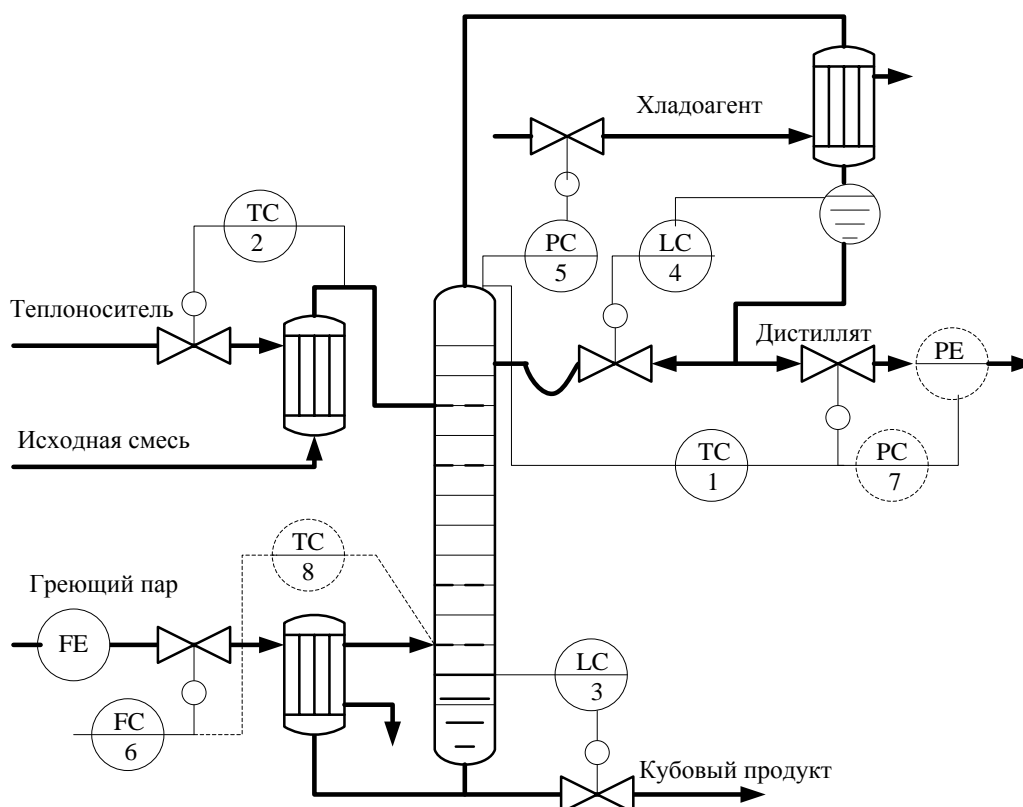 Хладоагент
TC
2
PC
5
LC
4
Теплоноситель
Дистиллят
PE
Исходная смесь
TC
1
PC
7
TC
8
Греющий пар
FE
LC
3
FC
6
Кубовый продукт